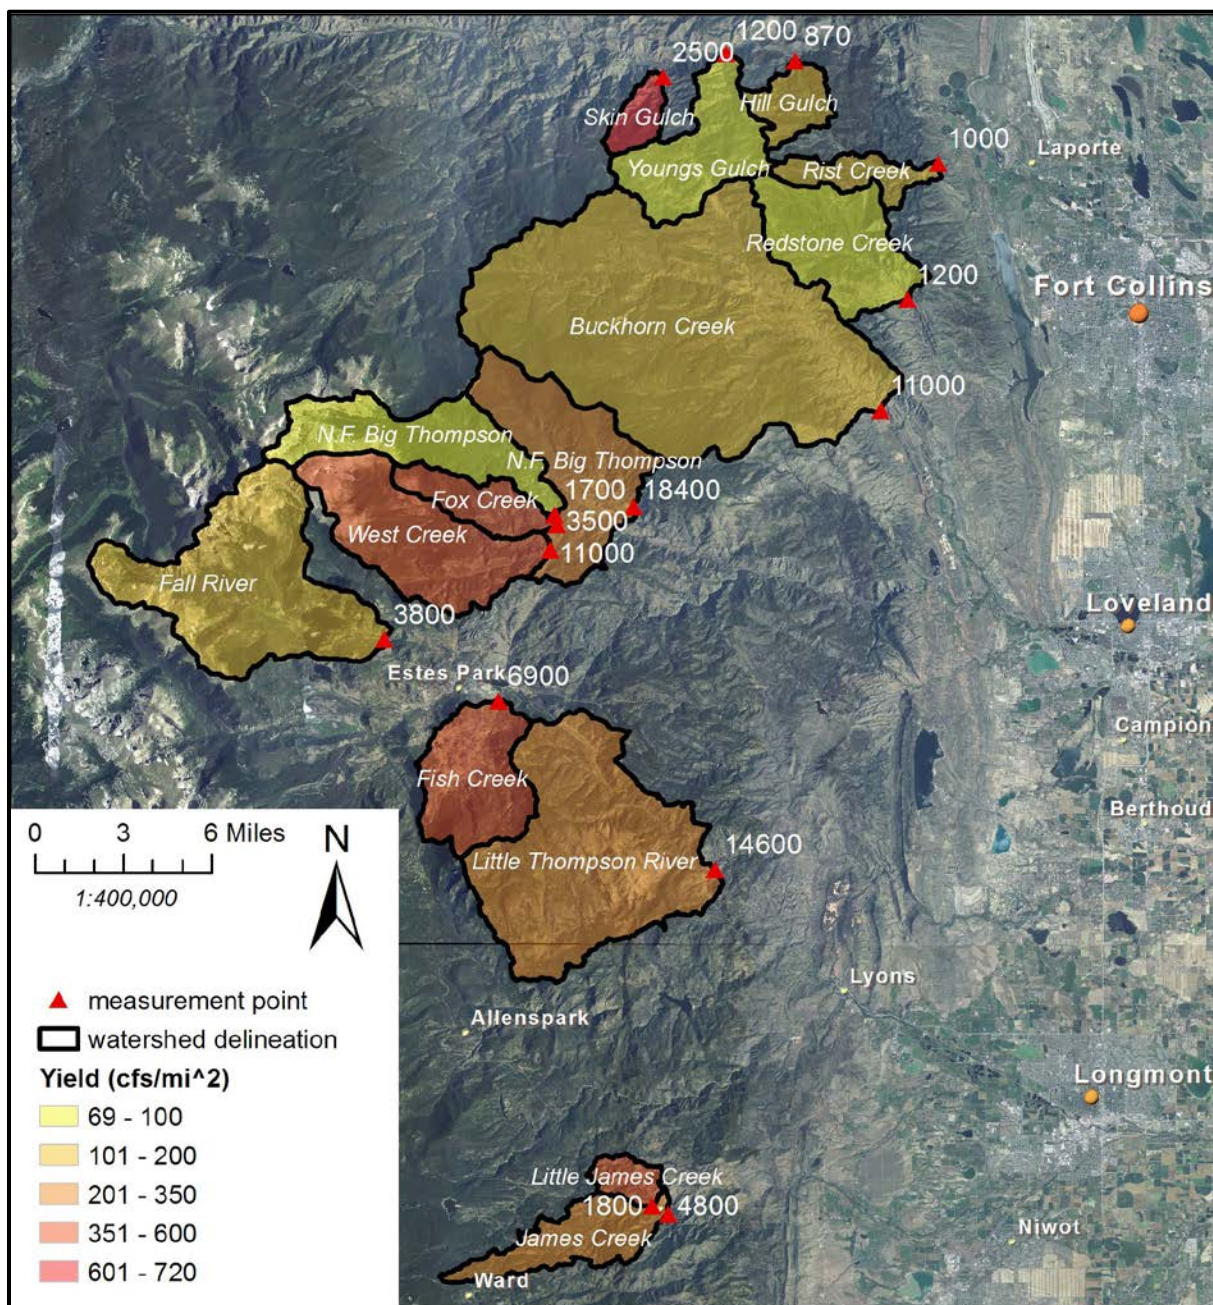 1200 870
2500
Hill Gulch
Skin Gulch
1000
Laporte
Youngs Gulch
Rist Creek
Redstone Creek
1200
Fort Collins
Buckhorn Creek
11000
N.F. Big Thompson
N.F. Big Thompson
1700 18400
Fox Creek
3500
West Creek
11000
Fall River
3800
Loveland
Estes Park
6900
Campion
Fish Creek
Berthoud
0 3 6 Miles
N
1:400,000
14600
Little Thompson River
Lyons
Allenspark
measurement point
watershed delineation
Yield (cfs/mi^2)
69 - 100
101 - 200
201 - 350
351 - 600
601 - 720
Longmont
Little James Creek
1800 4800
James Creek
Niwot
Ward